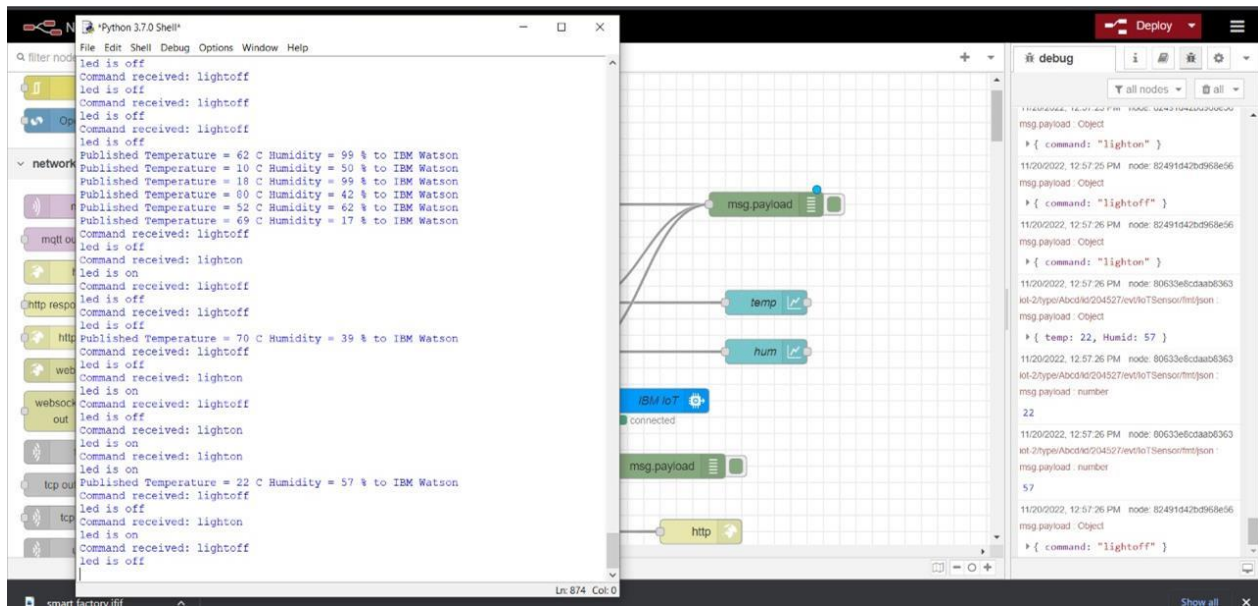 N
*Python 3.7.0 Shell*
Deploy
File Edit Shell Debug Options Window Help
filter node
Op
network
mqtt ou
http respo
http
web
websock
out
tcp ou
tcp
led is off
Command received: lightoff
led is off
Command received: lightoff
led is off
Command received: lightoff
led is off
Published Temperature = 62 C Humidity = 99 % to IBM Watson
Published Temperature = 10 C Humidity = 50 % to IBM Watson
Published Temperature = 18 C Humidity = 99 % to IBM Watson
Published Temperature = 80 C Humidity = 42 % to IBM Watson
Published Temperature = 52 C Humidity = 62 % to IBM Watson
Published Temperature = 69 C Humidity = 17 % to IBM Watson
Command received: lightoff
led is off
Command received: lighton
led is on
Command received: lightoff
led is off
Command received: lightoff
led is off
Published Temperature = 70 C Humidity = 39 % to IBM Watson
Command received: lightoff
led is off
Command received: lighton
led is on
Command received: lightoff
led is off
Command received: lighton
led is on
Command received: lighton
led is on
Published Temperature = 22 C Humidity = 57 % to IBM Watson
Command received: lightoff
led is off
Command received: lighton
led is on
Command received: lightoff
led is off
Ln: 874 Col: 0
msg.payload
temp
hum
IBM IoT
connected
msg.payload
http
debug
all nodes
all
msg.payload : Object
{ command: "lighton" }
11/20/2022, 12:57:25 PM node: 82491d42bd968e56
msg.payload : Object
{ command: "lightoff" }
11/20/2022, 12:57:26 PM node: 82491d42bd968e56
msg.payload : Object
{ command: "lighton" }
11/20/2022, 12:57:26 PM node: 80633e8cdaab8363
iot-2/type/Abcd/id/204527/evt/IoTSensor/fmt/json :
msg.payload : Object
{ temp: 22, Humid: 57 }
11/20/2022, 12:57:26 PM node: 80633e8cdaab8363
iot-2/type/Abcd/id/204527/evt/IoTSensor/fmt/json :
msg.payload : number
22
11/20/2022, 12:57:26 PM node: 80633e8cdaab8363
iot-2/type/Abcd/id/204527/evt/IoTSensor/fmt/json :
msg.payload : number
57
11/20/2022, 12:57:26 PM node: 82491d42bd968e56
msg.payload : Object
{ command: "lightoff" }
smart factory.jfif
Show all